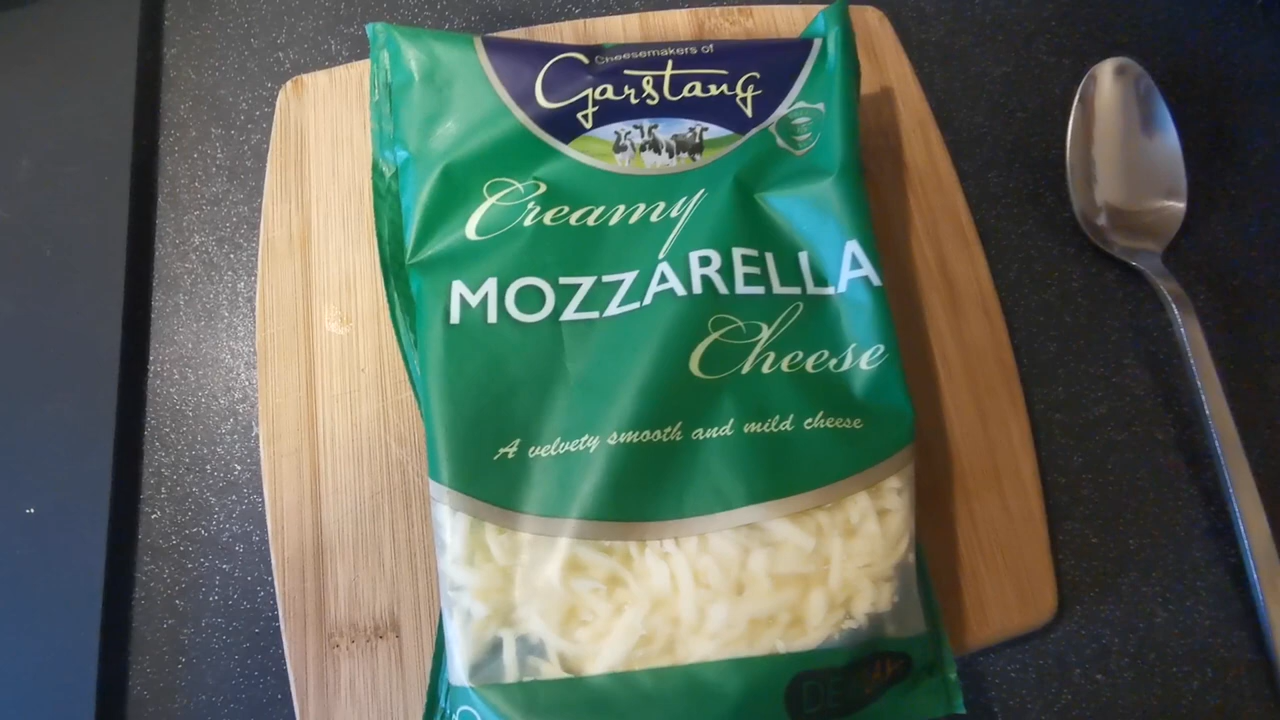 Cheesemakers of
Garstang
Creamy
MOZZARELLA
Cheese
A velvety smooth and mild cheese